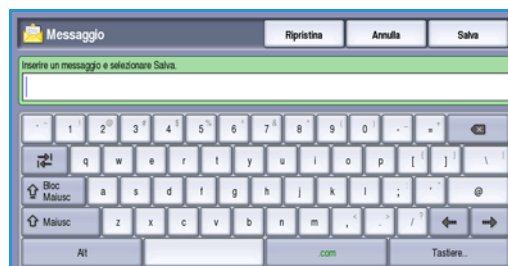 Messaggio Ripristina Annulla Salva
Inserire un messaggio e selezionare Salva.
` ~ 1 ! 2 @ 3 # 4 $ 5 % 6 ^ 7 & 8 * 9 ( 0 ) - _ = +
q w e r t y u i o p [ { ] } \ |
Bloc Maiusc a s d f g h j k l ; : ' " @
Maiusc z x c v b n m , < . > / ?
Alt .com Tastiere...